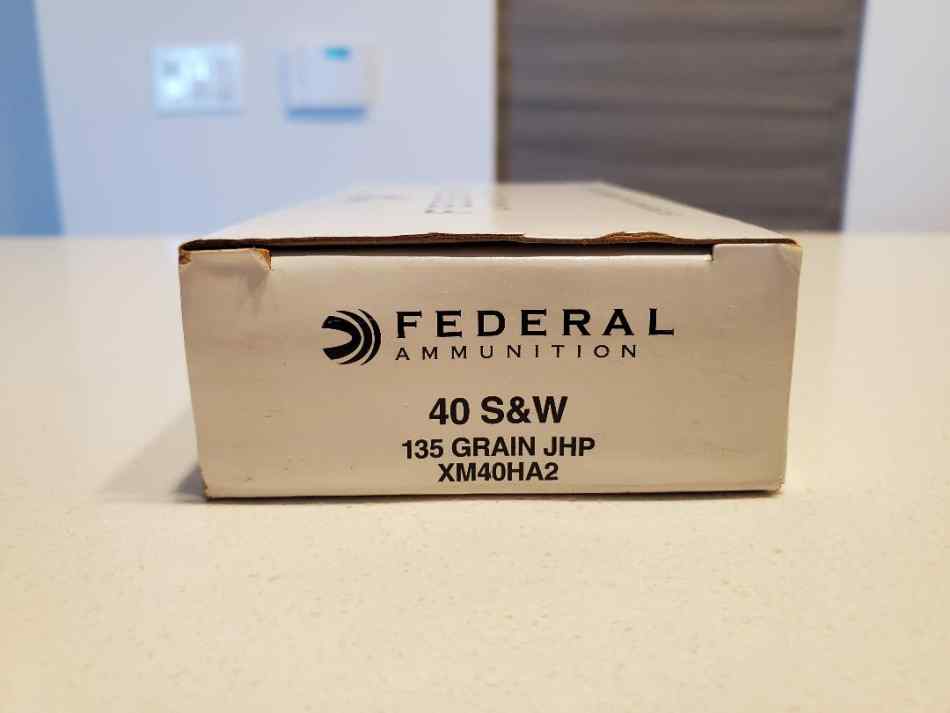 FEDERAL
AMMUNITION
40 S&W
135 GRAIN JHP
XM40HA2